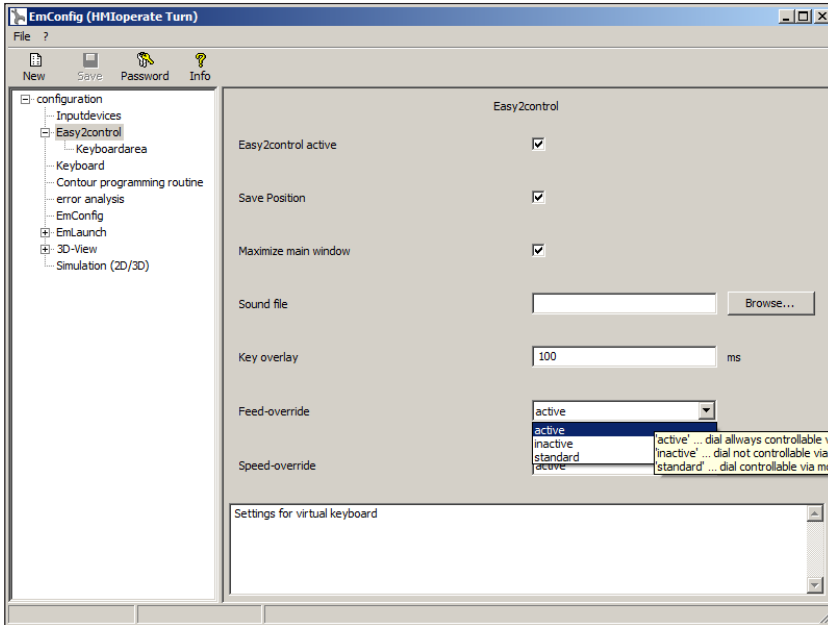 EmConfig (HMIoperate Turn)
File ?
New Save Password Info
configuration
Inputdevices
Easy2control
Keyboardarea
Keyboard
Contour programming routine
error analysis
EmConfig
EmLaunch
3D-View
Simulation (2D/3D)
Easy2control
Easy2control active
Save Position
Maximize main window
Sound file Browse...
Key overlay 100 ms
Feed-override active
active
inactive
standard
'active' ... dial allways controllable
'inactive' ... dial not controllable via
'standard' ... dial controllable via
Speed-override active
Settings for virtual keyboard